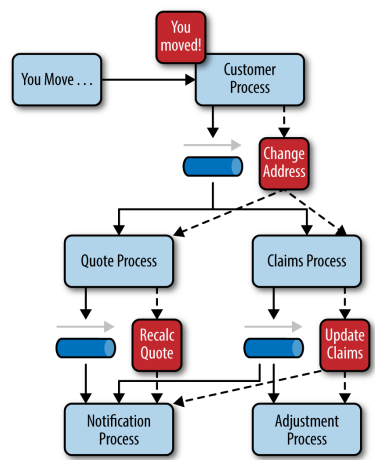 You
moved!
You Move . . .
Customer
Process
Change
Address
Quote Process
Claims Process
Recalc
Quote
Update
Claims
Notification
Process
Adjustment
Process